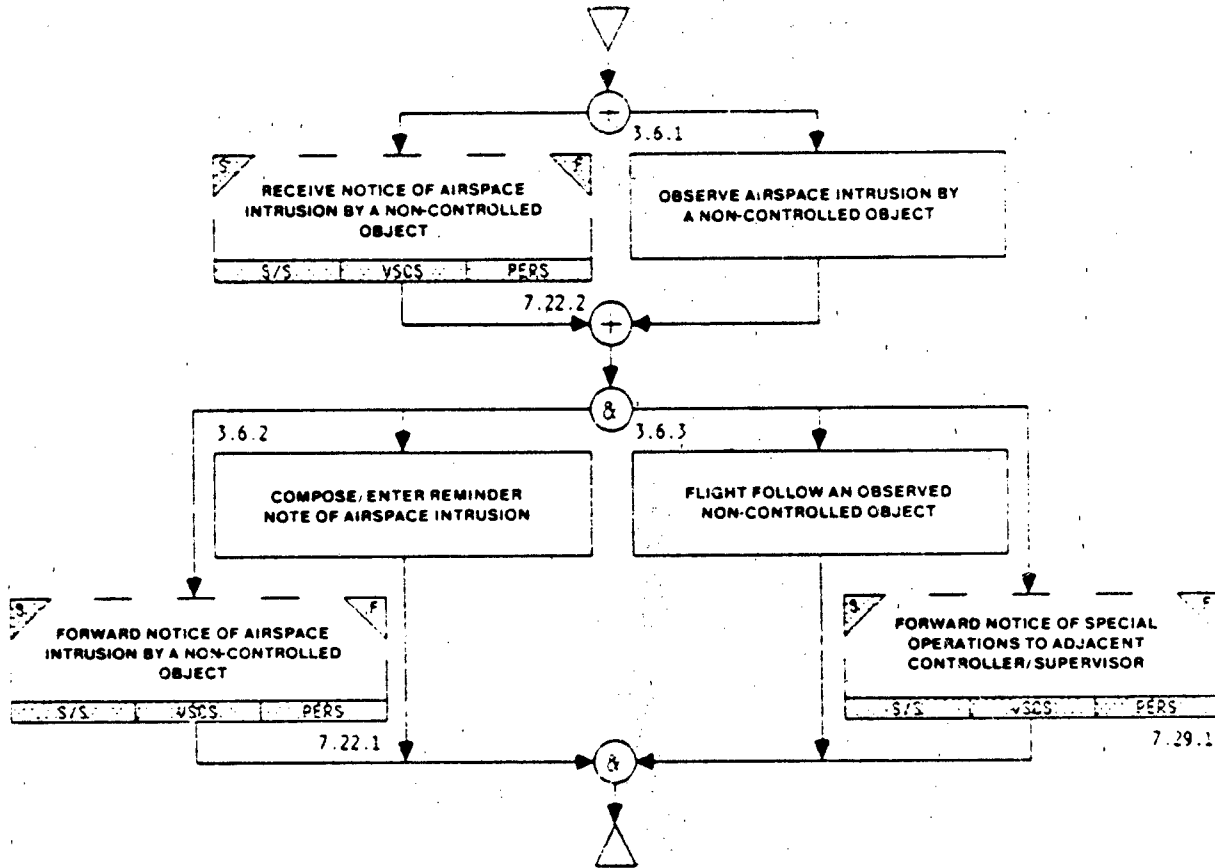 +
3.6.1
S F
RECEIVE NOTICE OF AIRSPACE
INTRUSION BY A NON-CONTROLLED
OBJECT
S/S VSCS PERS
OBSERVE AIRSPACE INTRUSION BY
A NON-CONTROLLED OBJECT
7.22.2
+
&
3.6.2
3.6.3
COMPOSE/ENTER REMINDER
NOTE OF AIRSPACE INTRUSION
FLIGHT FOLLOW AN OBSERVED
NON-CONTROLLED OBJECT
S F
FORWARD NOTICE OF AIRSPACE
INTRUSION BY A NON-CONTROLLED
OBJECT
S/S VSCS PERS
S F
FORWARD NOTICE OF SPECIAL
OPERATIONS TO ADJACENT
CONTROLLER/SUPERVISOR
S/S VSCS PERS
7.22.1
7.29.1
&